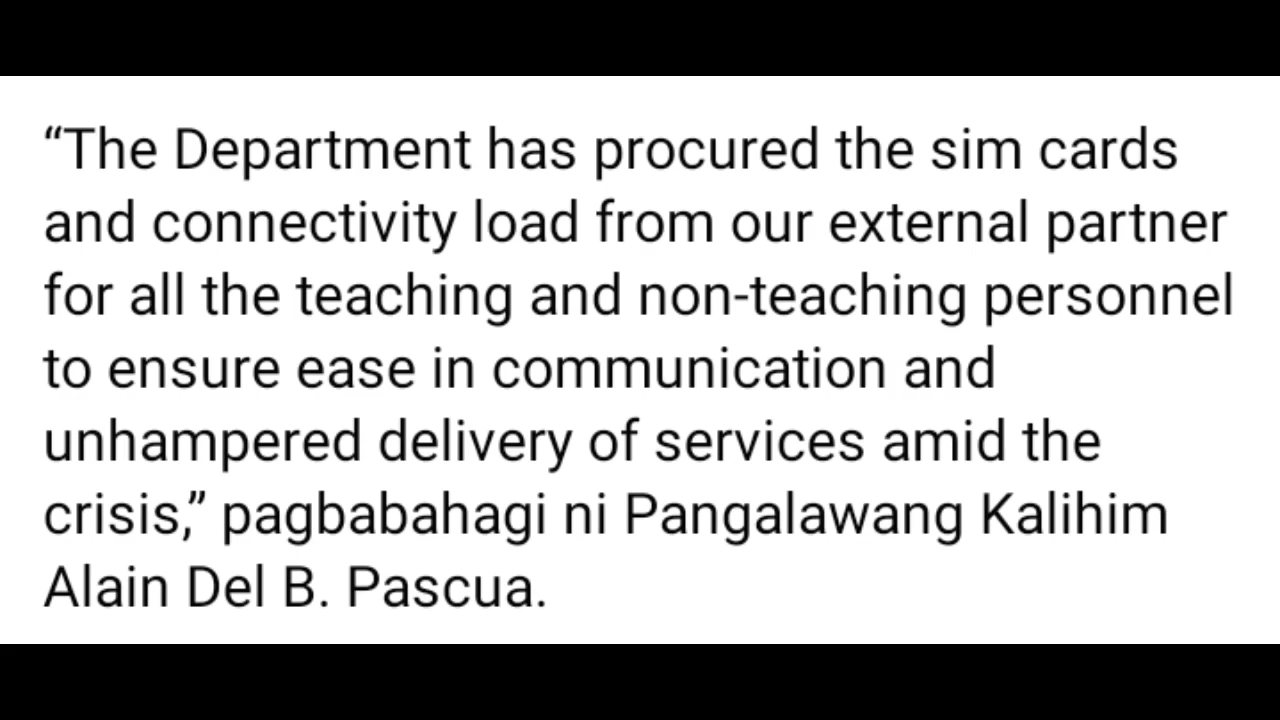 “The Department has procured the sim cards
and connectivity load from our external partner
for all the teaching and non-teaching personnel
to ensure ease in communication and
unhampered delivery of services amid the
crisis,” pagbabahagi ni Pangalawang Kalihim
Alain Del B. Pascua.